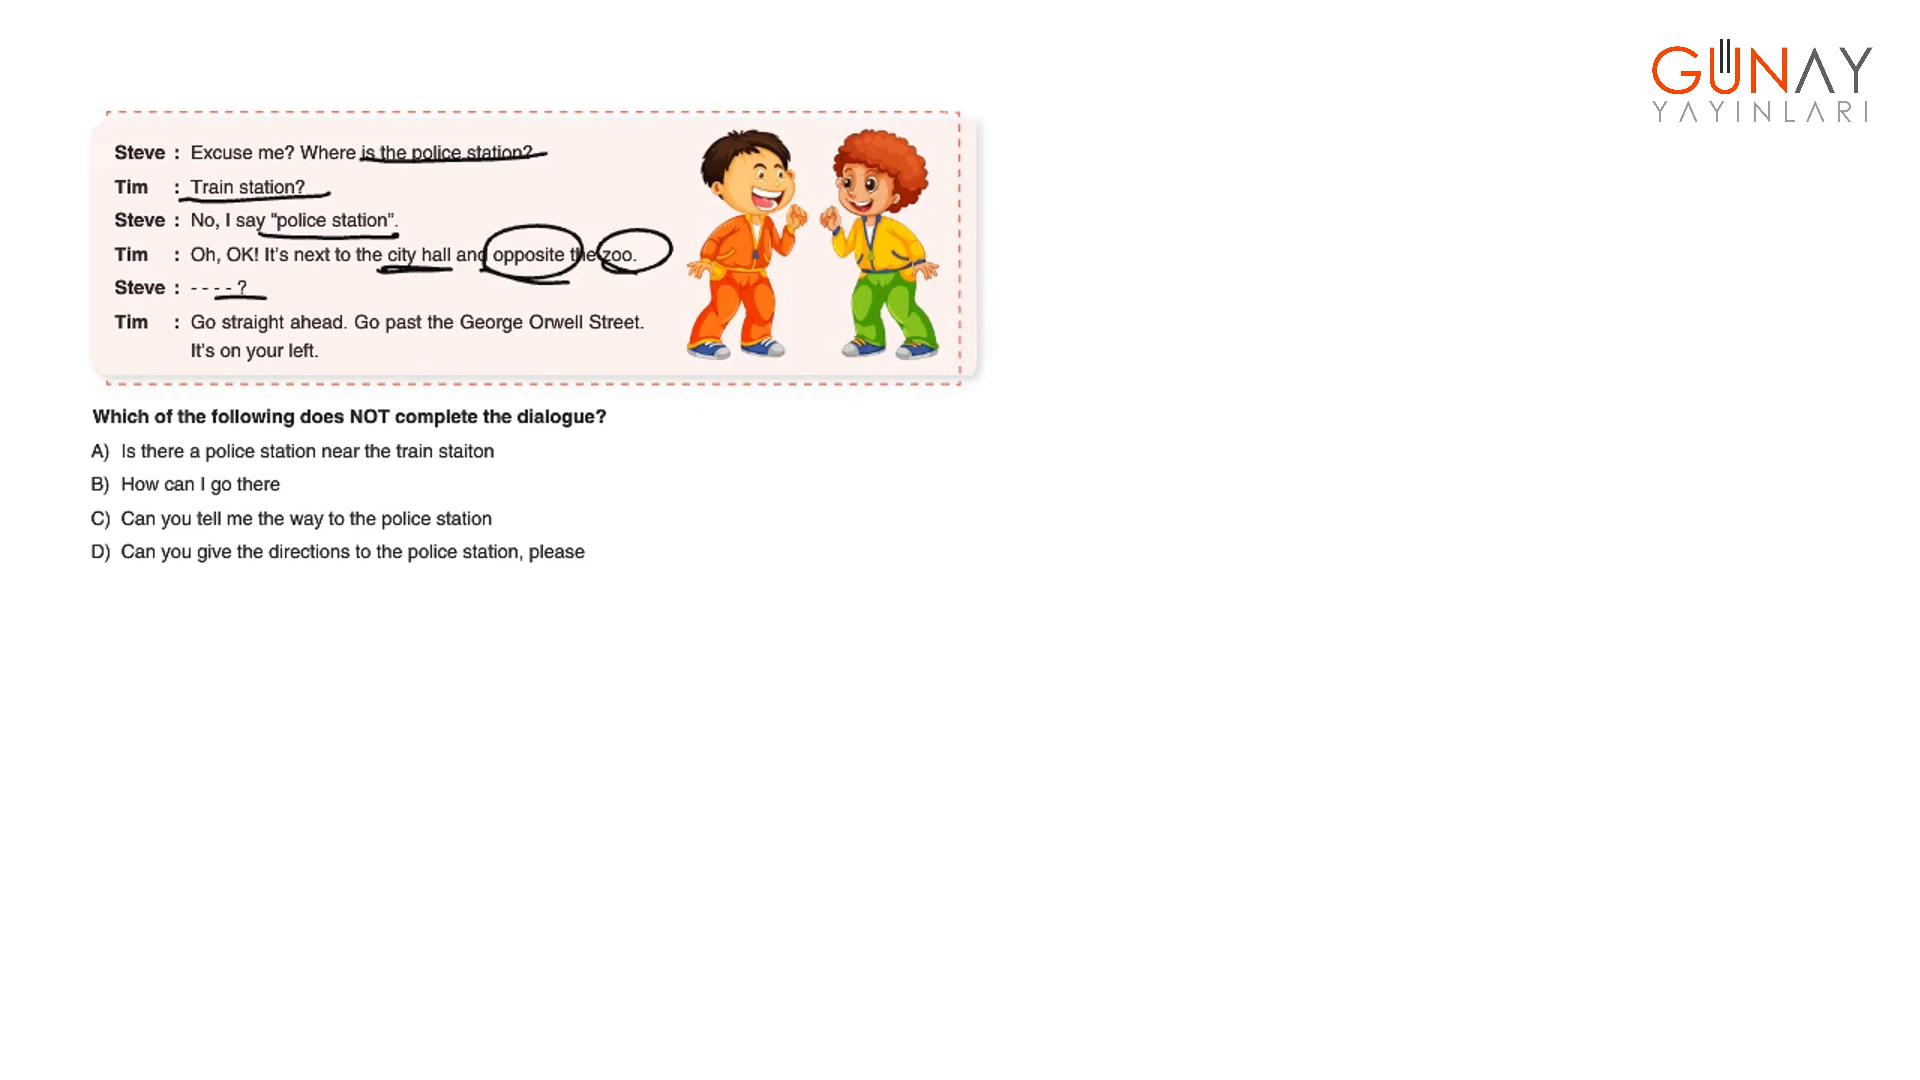 GÜNAY
YAYINLARI
Steve : Excuse me? Where is the police station?
Tim : Train station?
Steve : No, I say "police station".
Tim : Oh, OK! It's next to the city hall and opposite the zoo.
Steve : - - - - ?
Tim : Go straight ahead. Go past the George Orwell Street.
It's on your left.
Which of the following does NOT complete the dialogue?
A) Is there a police station near the train staiton
B) How can I go there
C) Can you tell me the way to the police station
D) Can you give the directions to the police station, please